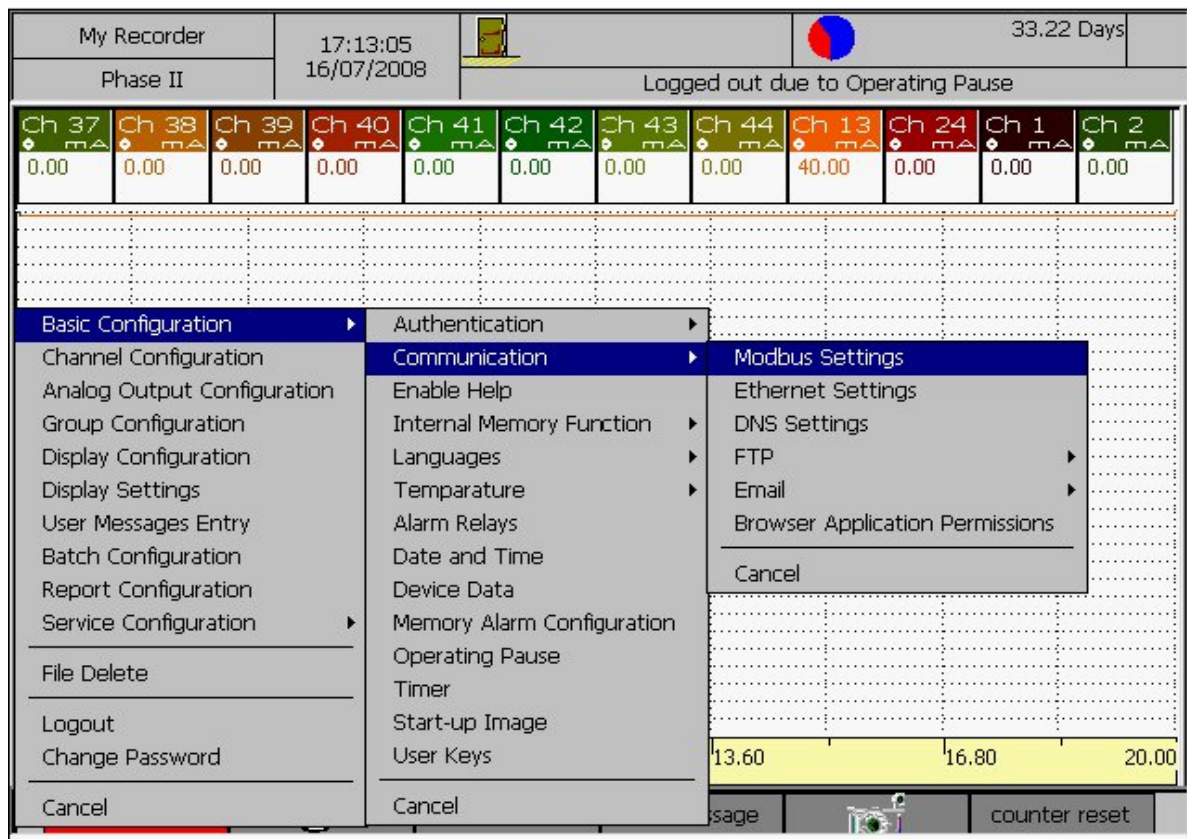 My Recorder
Phase II
17:13:05
16/07/2008
33.22 Days
Logged out due to Operating Pause
Ch 37 Ch 38 Ch 39 Ch 40 Ch 41 Ch 42 Ch 43 Ch 44 Ch 13 Ch 24 Ch 1 Ch 2
mA mA mA mA mA mA mA mA mA mA mA mA
0.00 0.00 0.00 0.00 0.00 0.00 0.00 0.00 40.00 0.00 0.00 0.00
Basic Configuration
Channel Configuration
Analog Output Configuration
Group Configuration
Display Configuration
Display Settings
User Messages Entry
Batch Configuration
Report Configuration
Service Configuration
File Delete
Logout
Change Password
Cancel
Authentication
Communication
Enable Help
Internal Memory Function
Languages
Temparature
Alarm Relays
Date and Time
Device Data
Memory Alarm Configuration
Operating Pause
Timer
Start-up Image
User Keys
Cancel
Modbus Settings
Ethernet Settings
DNS Settings
FTP
Email
Browser Application Permissions
Cancel
13.60 16.80 20.00
ssage
counter reset